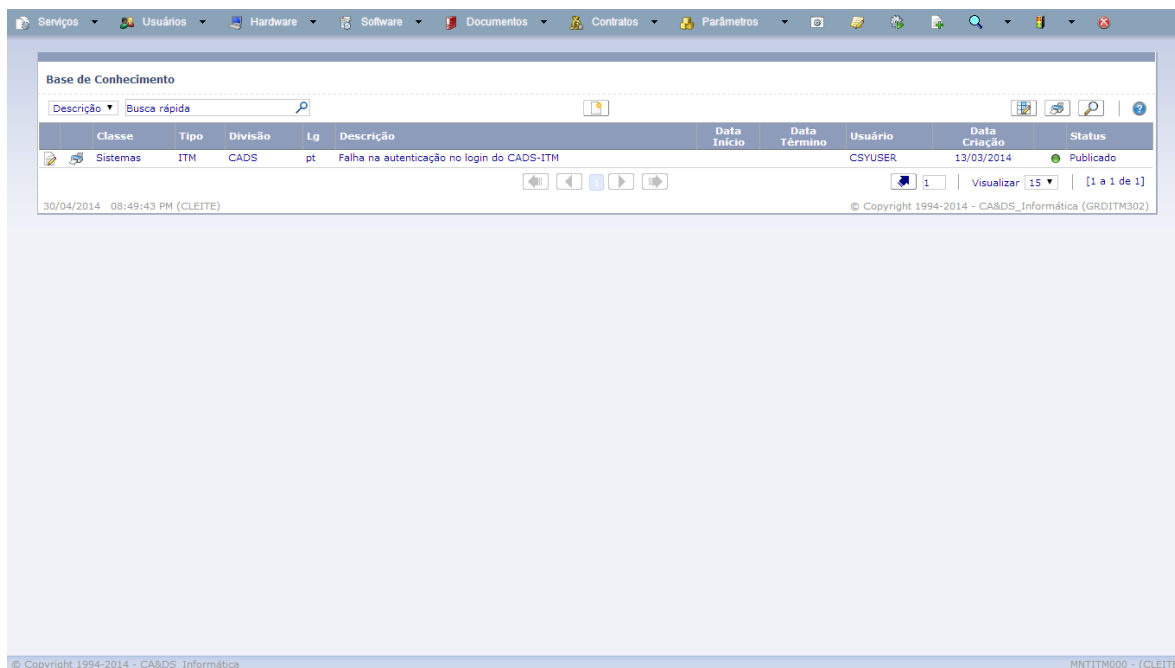 Serviços Usuários Hardware Software Documentos Contratos Parâmetros
Base de Conhecimento
Descrição Busca rápida
Classe Tipo Divisão Lg Descrição Data Início Data Término Usuário Data Criação Status
Sistemas ITM CADS pt Falha na autenticação no login do CADS-ITM CSYUSER 13/03/2014 Publicado
1 1 Visualizar 15 [1 a 1 de 1]
30/04/2014 08:49:43 PM (CLEITE) © Copyright 1994-2014 - CA&DS_Informática (GRDITM302)
© Copyright 1994-2014 - CA&DS_Informática MNTITM000 - (CLEIT